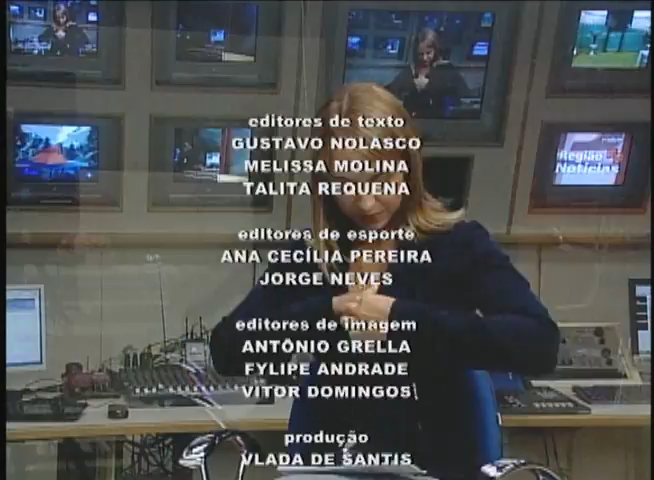 editores de texto
GUSTAVO NOLASCO
MELISSA MOLINA
TALITA REQUENA
editores de esporte
ANA CECÍLIA PEREIRA
JORGE NEVES
editores de imagem
ANTÔNIO GRELLA
FYLIPE ANDRADE
VITOR DOMINGOS
produção
VLADA DE SANTIS
Região
Notícias